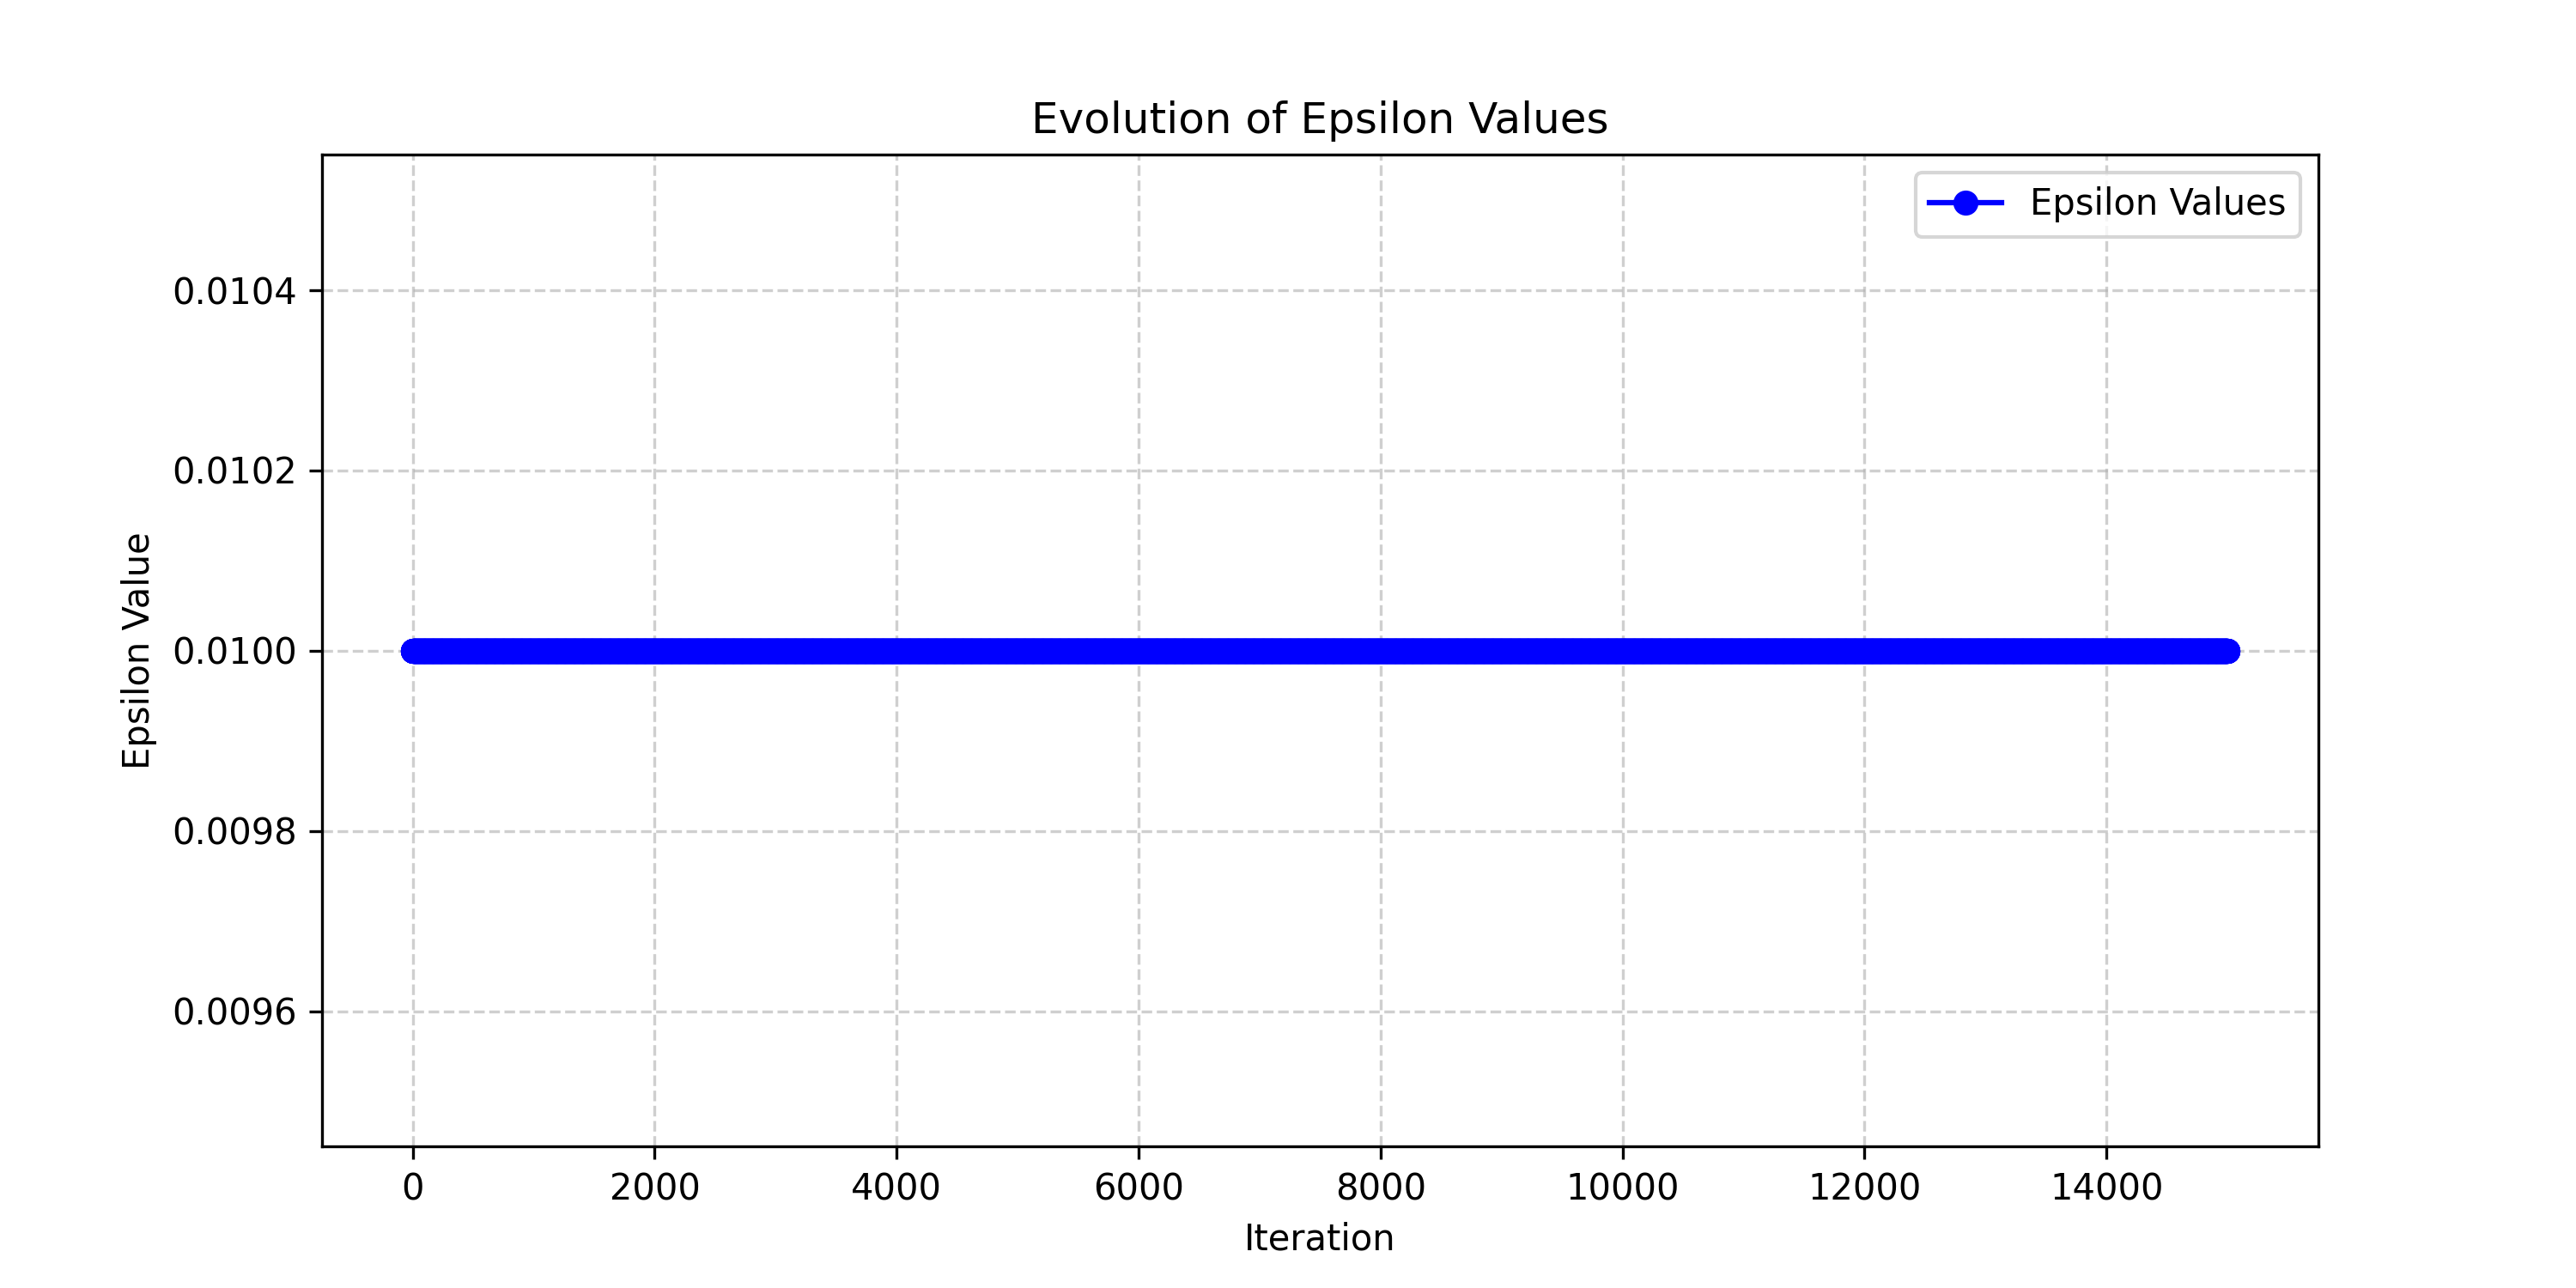 Evolution of Epsilon Values
Epsilon Values
0.0104
0.0102
0.0100
0.0098
0.0096
Epsilon Value
0 2000 4000 6000 8000 10000 12000 14000
Iteration